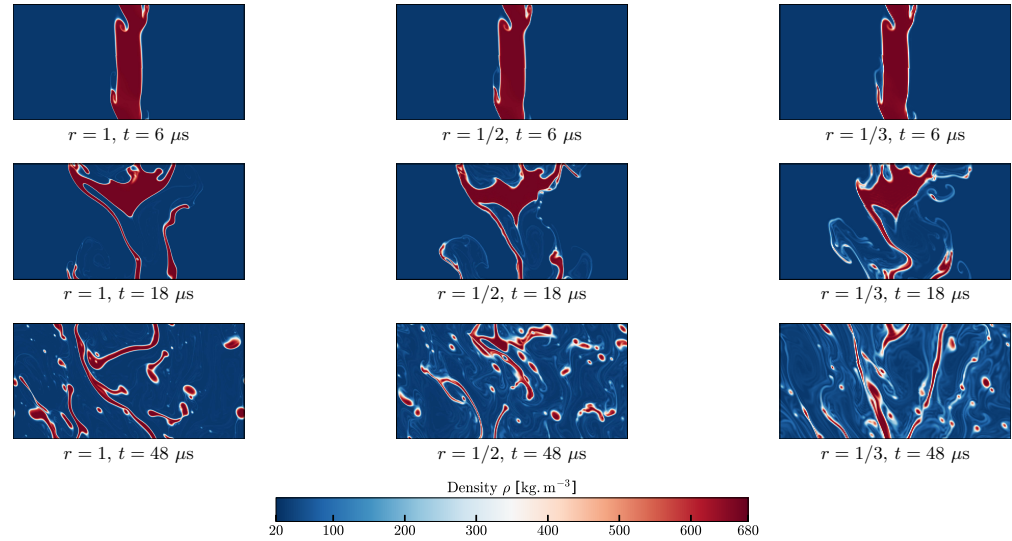 r = 1, t = 6 μs
r = 1/2, t = 6 μs
r = 1/3, t = 6 μs
r = 1, t = 18 μs
r = 1/2, t = 18 μs
r = 1/3, t = 18 μs
r = 1, t = 48 μs
r = 1/2, t = 48 μs
r = 1/3, t = 48 μs
Density ρ [kg.m⁻³]
20 100 200 300 400 500 600 680